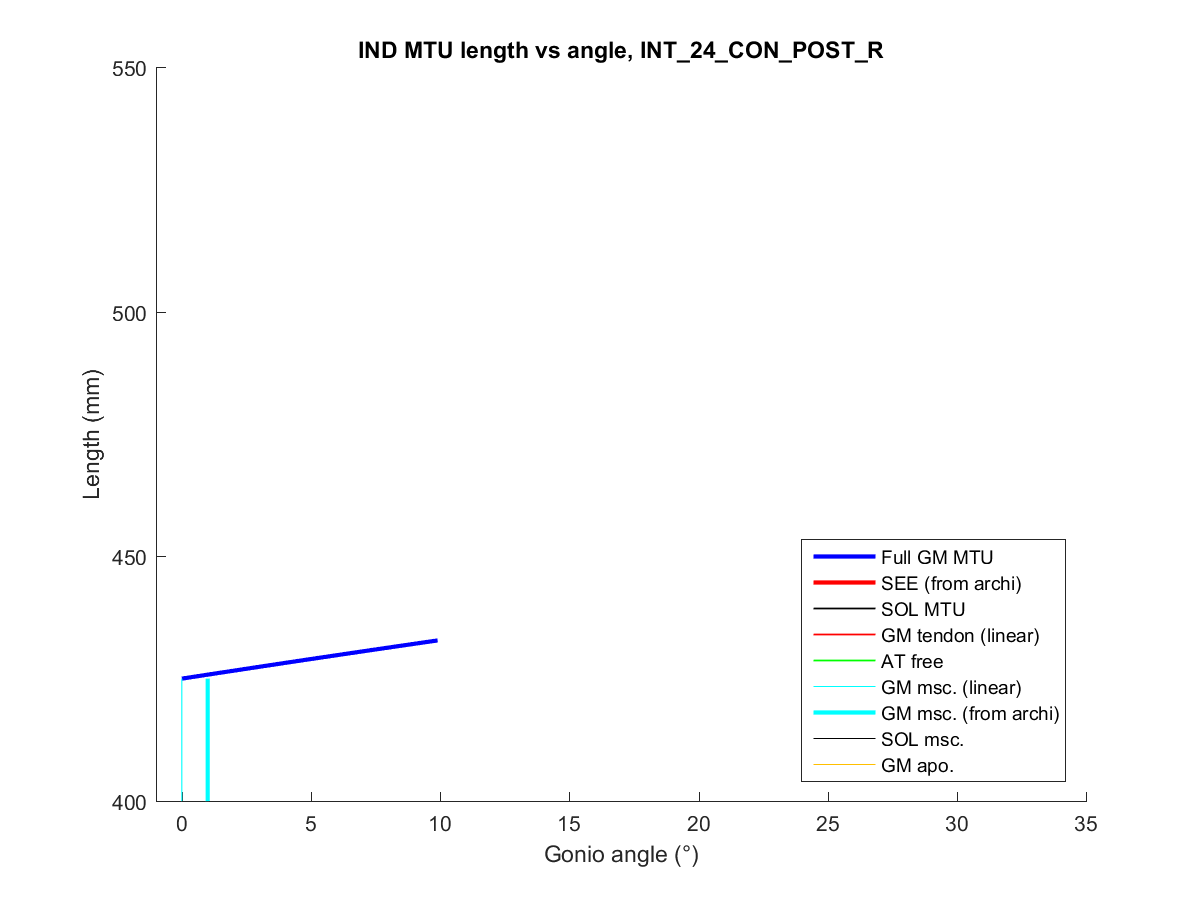 IND MTU length vs angle, INT_24_CON_POST_R
550
500
450
400
Length (mm)
0 5 10 15 20 25 30 35
Gonio angle (°)
Full GM MTU
SEE (from archi)
SOL MTU
GM tendon (linear)
AT free
GM msc. (linear)
GM msc. (from archi)
SOL msc.
GM apo.